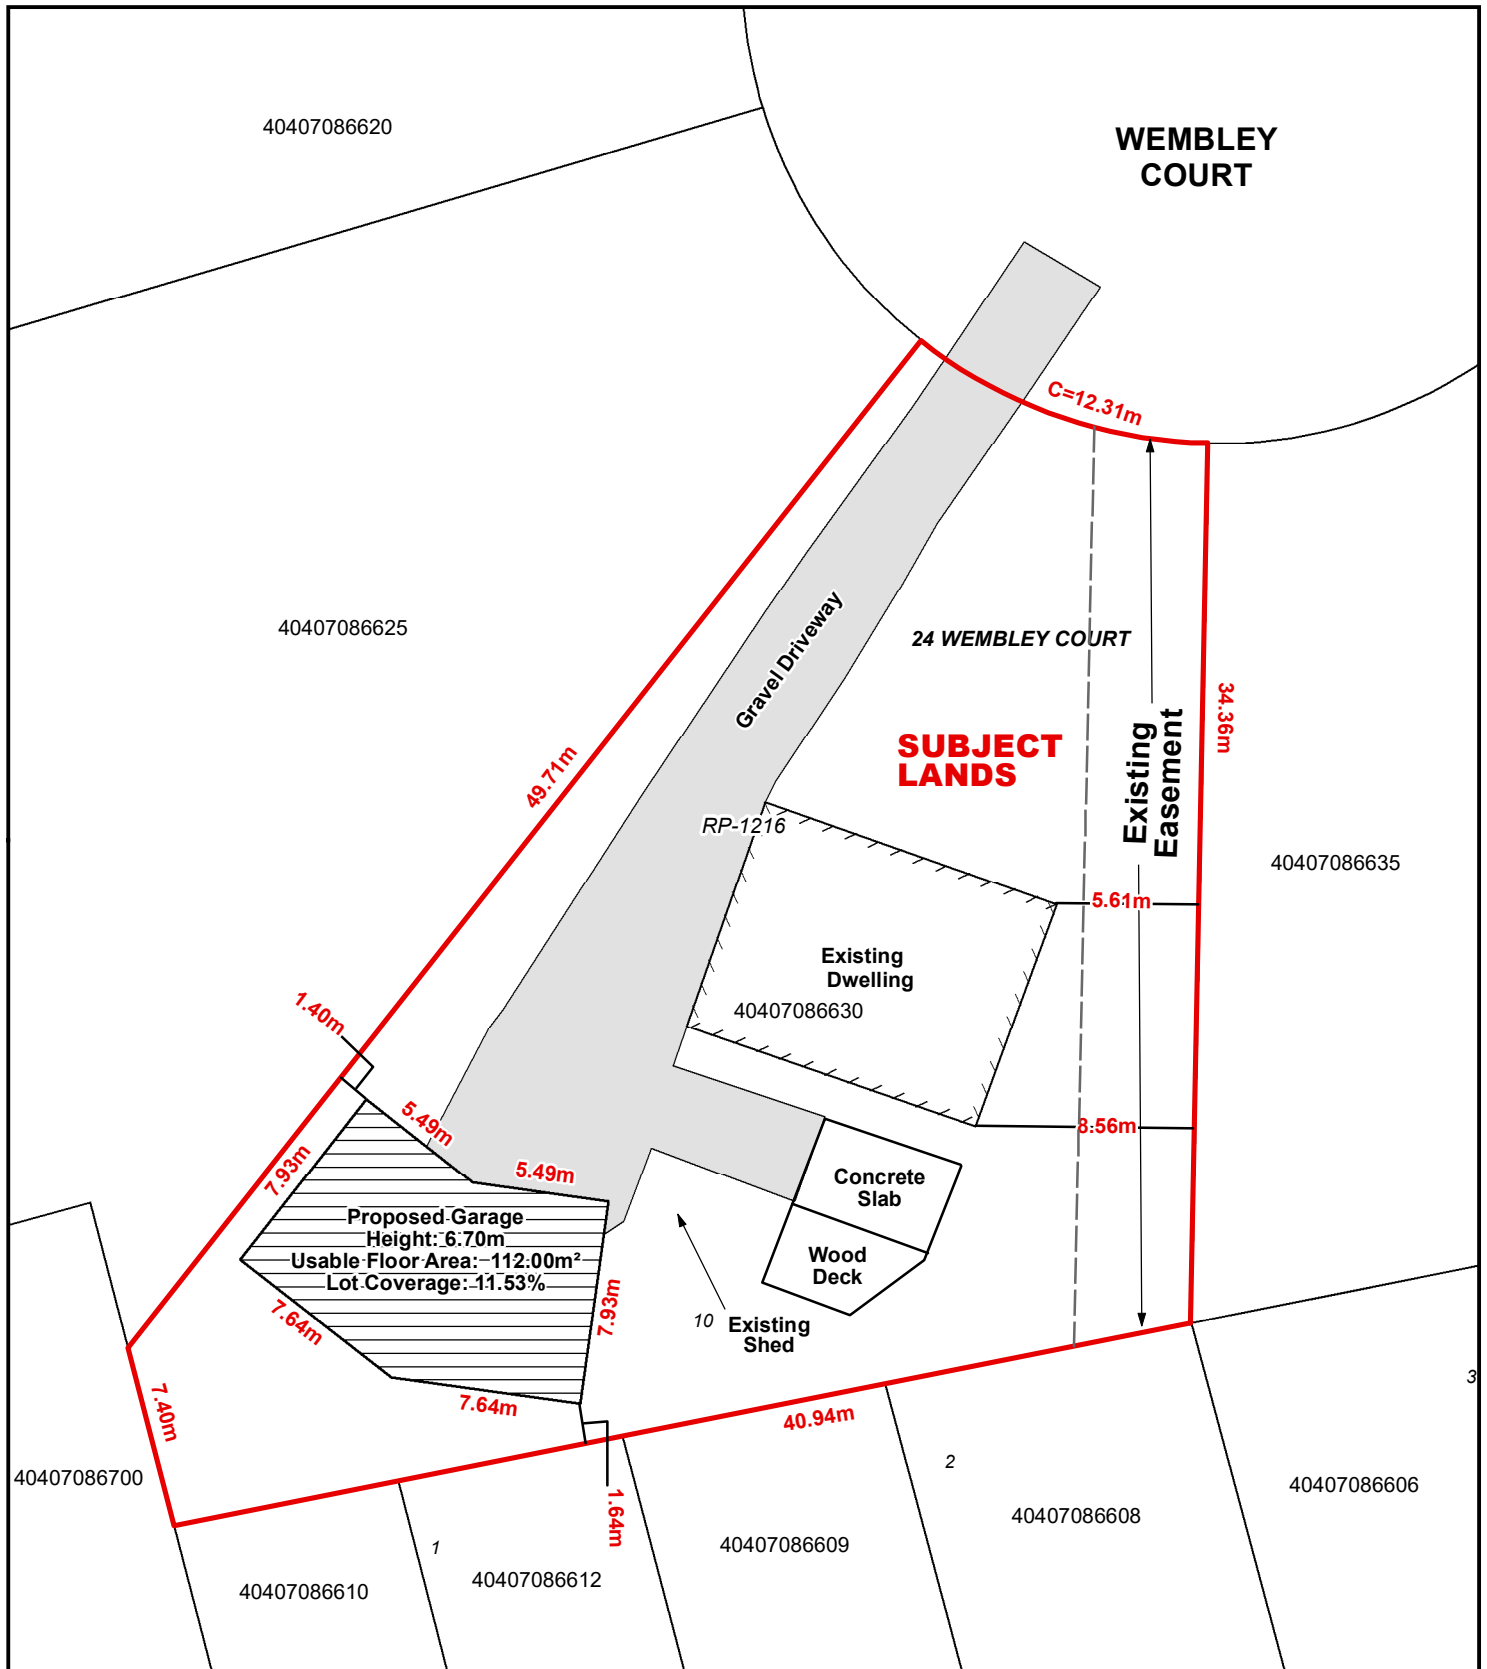 40407086620
WEMBLEY
COURT
C=12.31m
40407086625
Gravel Driveway
24 WEMBLEY COURT
34.36m
SUBJECT
LANDS
Existing
Easement
49.71m
RP-1216
40407086635
5.61m
Existing
Dwelling
40407086630
1.40m
5.49m
8.56m
7.93m
5.49m
Concrete
Slab
Proposed Garage
Height: 6.70m
Usable Floor Area: 112.00m²
Lot Coverage: 11.53%
Wood
Deck
7.64m
7.93m
10
Existing
Shed
3
7.40m
7.64m
40.94m
40407086700
2
40407086606
1.64m
40407086608
1
40407086609
40407086612
40407086610